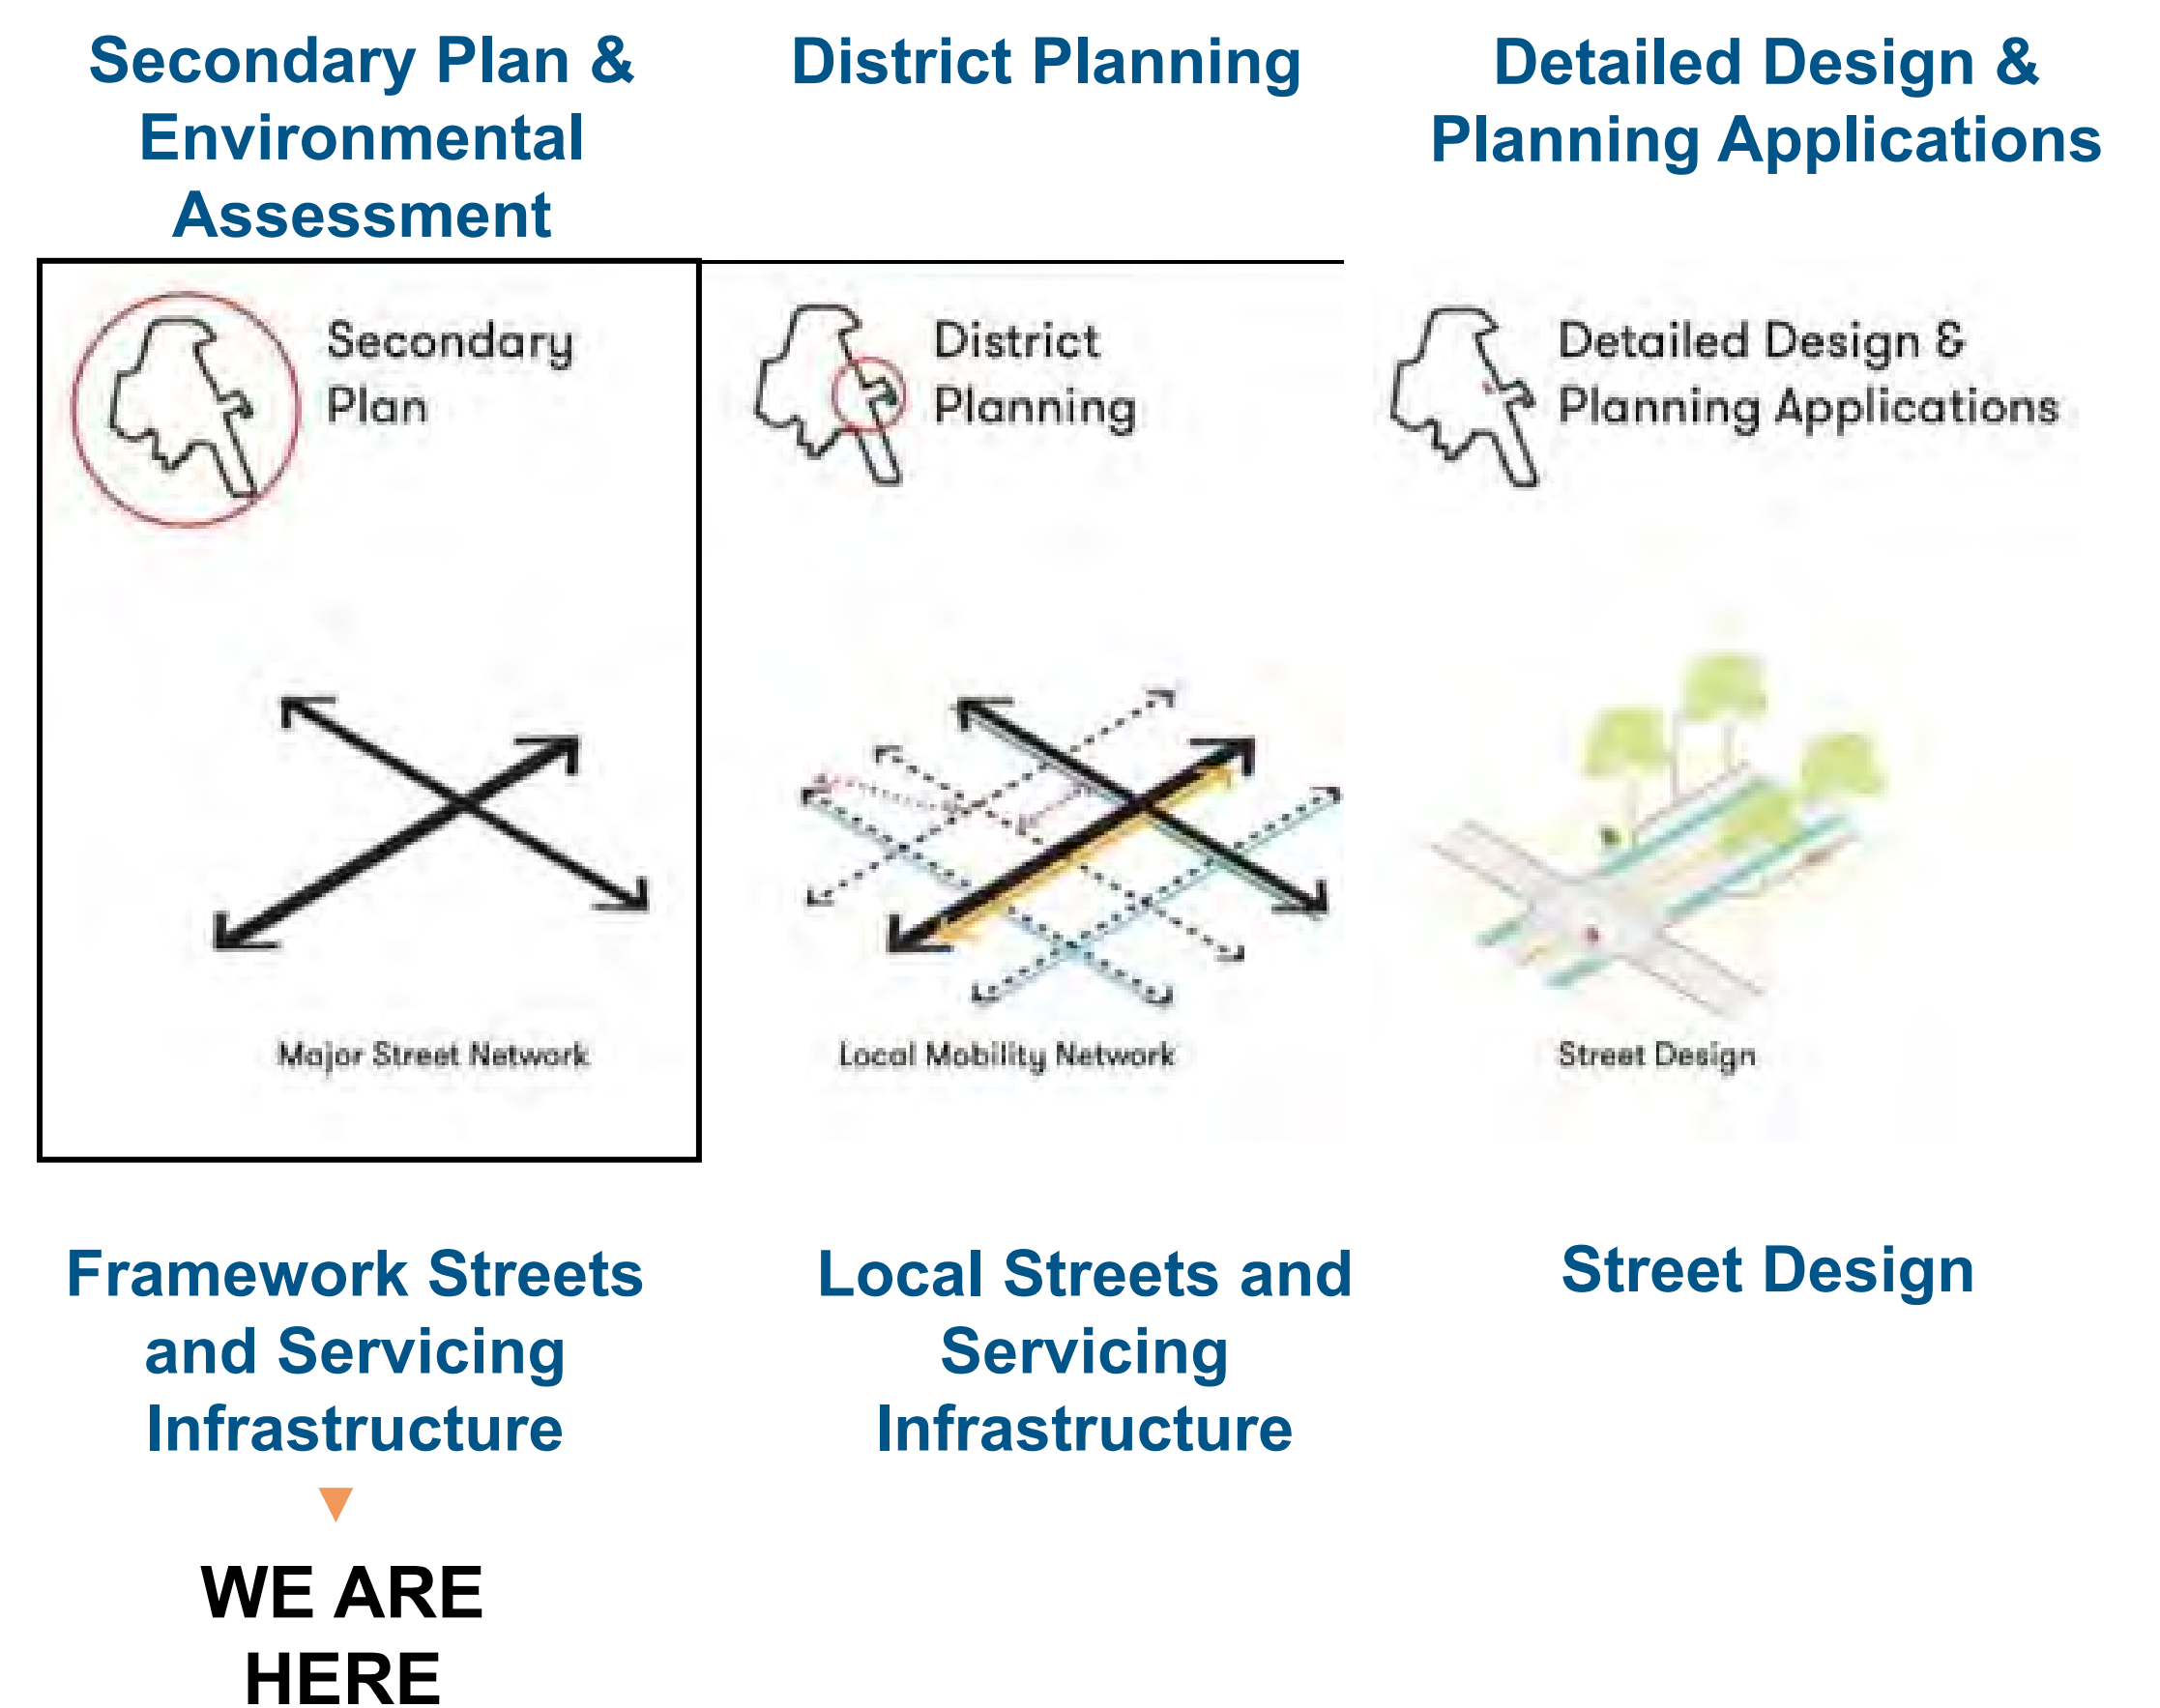 Secondary Plan &
Environmental
Assessment
District Planning
Detailed Design &
Planning Applications
Secondary
Plan
District
Planning
Detailed Design &
Planning Applications
Major Street Network
Local Mobility Network
Street Design
Framework Streets
and Servicing
Infrastructure
Local Streets and
Servicing
Infrastructure
Street Design
WE ARE
HERE